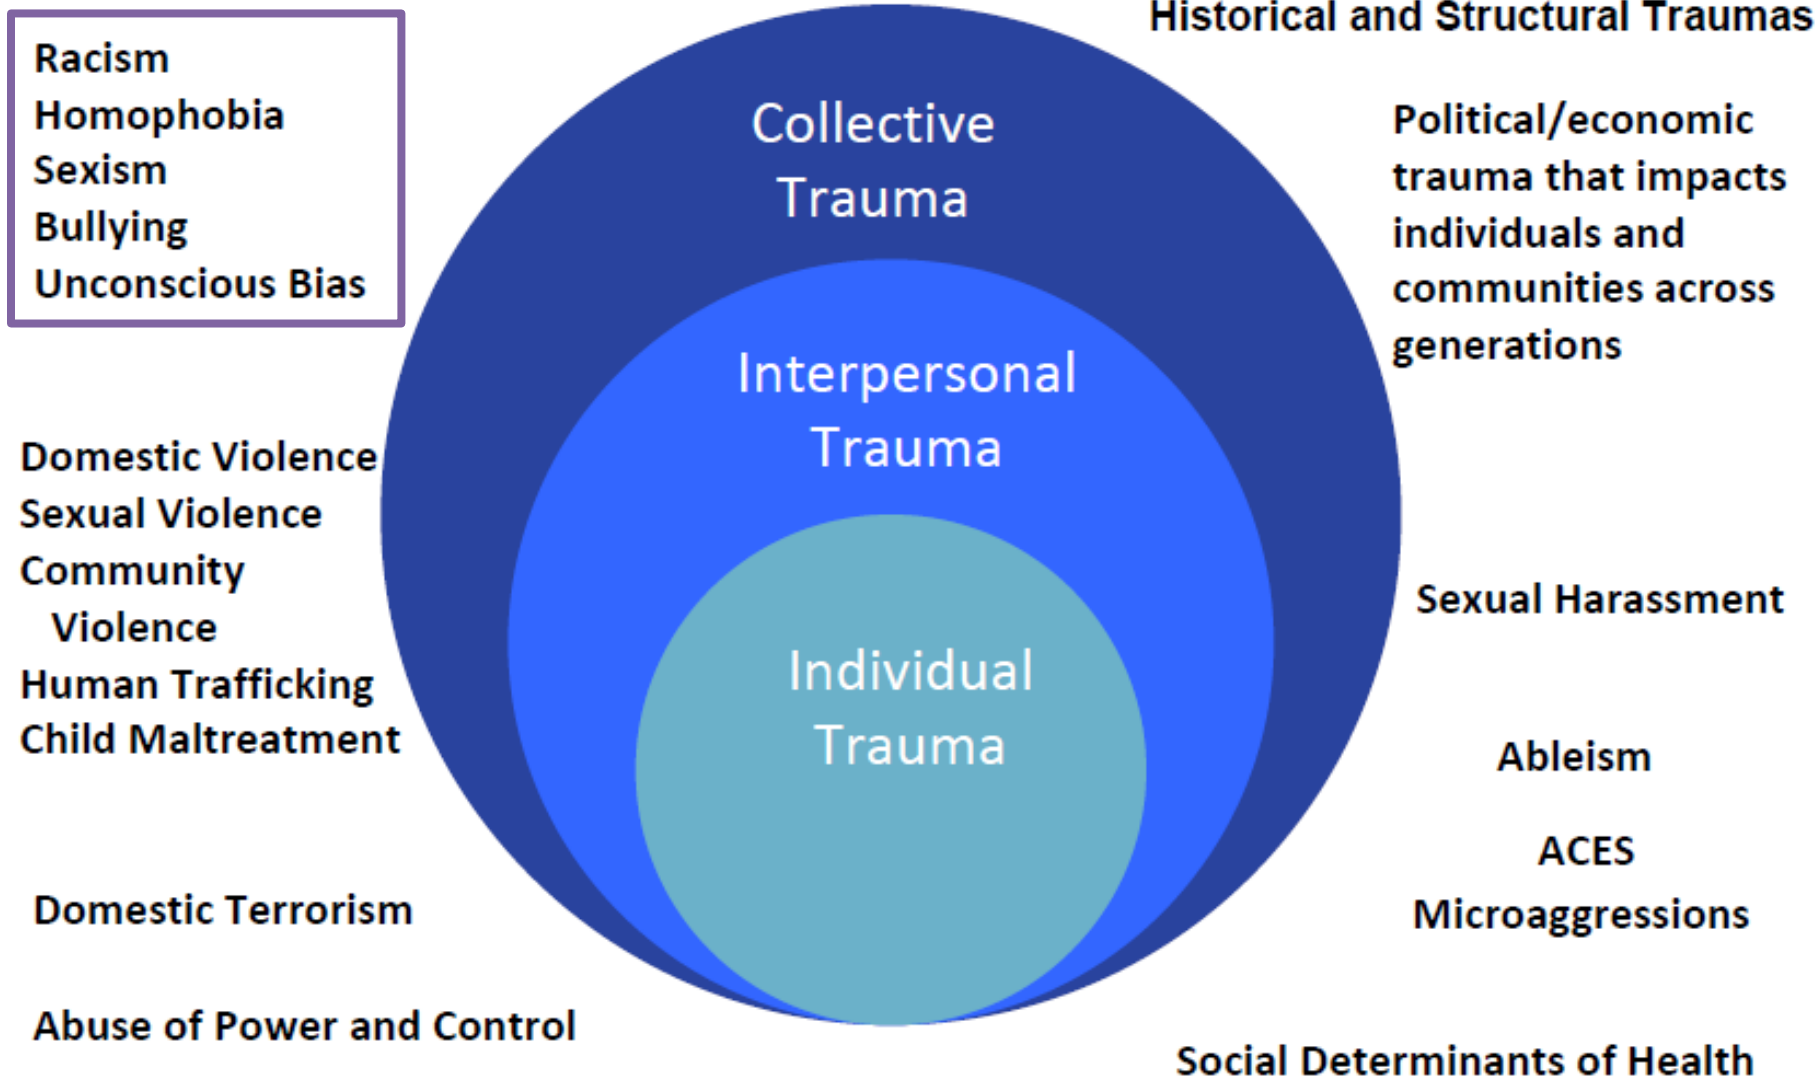 Historical and Structural Traumas
Racism
Homophobia
Sexism
Bullying
Unconscious Bias
Collective
Trauma
Political/economic
trauma that impacts
individuals and
communities across
generations
Interpersonal
Trauma
Domestic Violence
Sexual Violence
Community
Violence
Human Trafficking
Child Maltreatment
Sexual Harassment
Individual
Trauma
Ableism
ACES
Microaggressions
Domestic Terrorism
Abuse of Power and Control
Social Determinants of Health